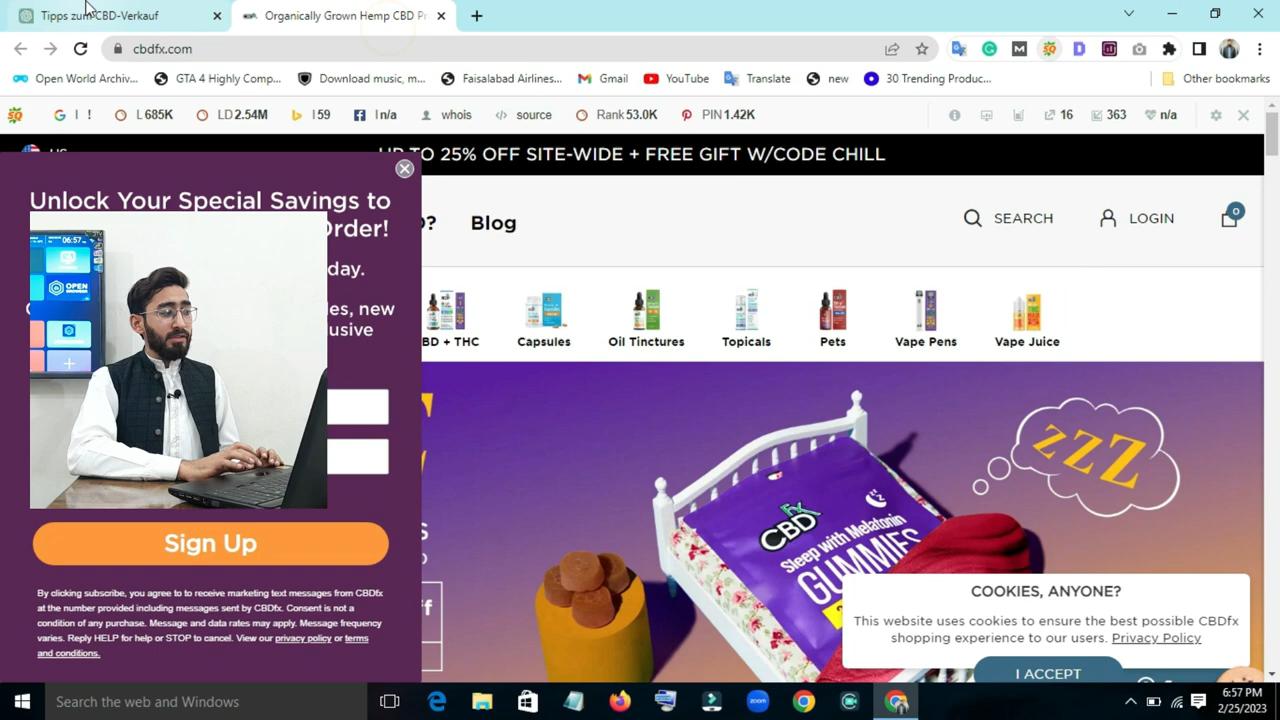 Tipps zum CBD-Verkauf
Organically Grown Hemp CBD Pr
cbdfx.com
Open World Archiv...
GTA 4 Highly Comp...
Download music, m...
Faisalabad Airlines...
Gmail
YouTube
Translate
new
30 Trending Produc...
Other bookmarks
I !
L 685K
LD 2.54M
I 59
I n/a
whois
source
Rank 53.0K
PIN 1.42K
16
363
n/a
UP TO 25% OFF SITE-WIDE + FREE GIFT W/CODE CHILL
Unlock Your Special Savings to
Order!
day.
es, new
usive
D?
Blog
SEARCH
LOGIN
0
BD + THC
Capsules
Oil Tinctures
Topicals
Pets
Vape Pens
Vape Juice
06:57
OPEN
zzZ
CBDfx
Sleep with Melatonin
GUMMIES
Sign Up
By clicking subscribe, you agree to to receive marketing text messages from CBDfx
at the number provided including messages sent by CBDfx. Consent is not a
condition of any purchase. Message and data rates may apply. Message frequency
varies. Reply HELP for help or STOP to cancel. View our privacy policy or terms
and conditions.
COOKIES, ANYONE?
This website uses cookies to ensure the best possible CBDfx
shopping experience to our users. Privacy Policy
I ACCEPT
Search the web and Windows
zoom
6:57 PM
2/25/2023